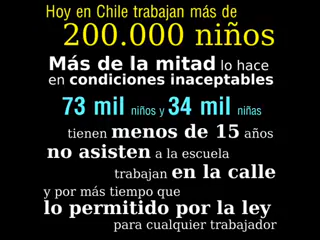 Hoy en Chile trabajan más de
200.000 niños
Más de la mitad lo hace
en condiciones inaceptables
73 mil niños y 34 mil niñas
tienen menos de 15 años
no asisten a la escuela
trabajan en la calle
y por más tiempo que
lo permitido por la ley
para cualquier trabajador